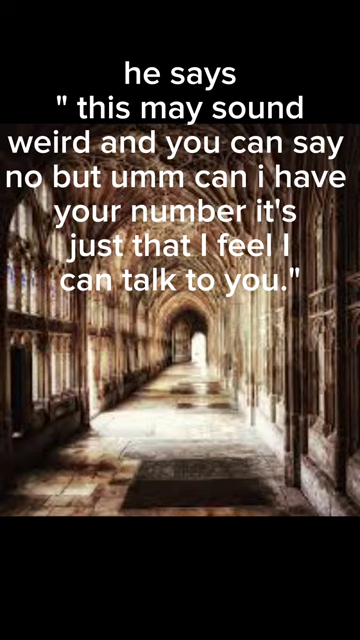 he says
" this may sound
weird and you can say
no but umm can i have
your number it's
just that I feel I
can talk to you."